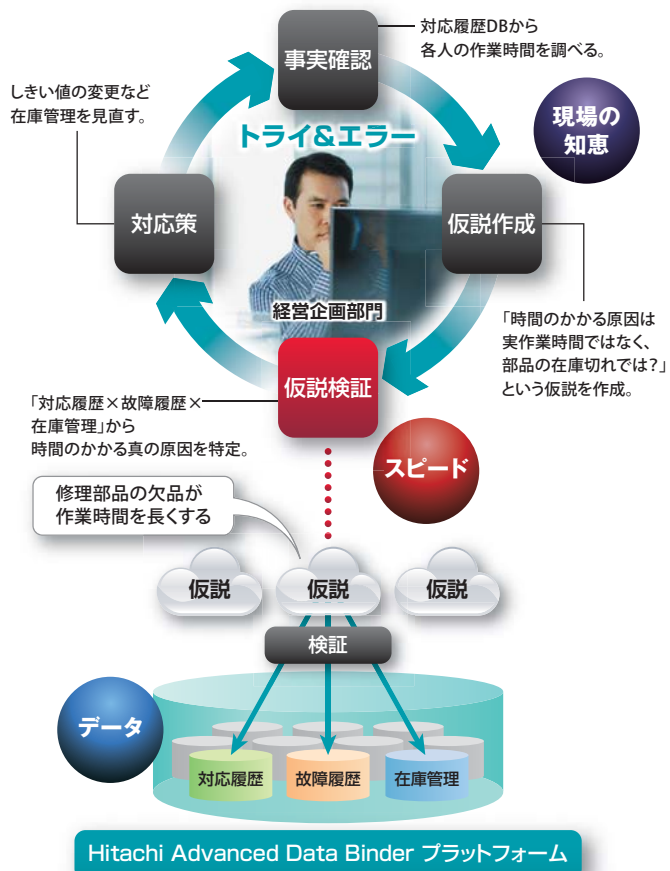 対応履歴DBから
各人の作業時間を調べる。
事実確認
しきい値の変更など
在庫管理を見直す。
トライ&エラー
現場の
知恵
対応策
仮説作成
経営企画部門
「時間のかかる原因は
実作業時間ではなく、
部品の在庫切れでは?」
という仮説を作成。
仮説検証
「対応履歴×故障履歴×
在庫管理」から
時間のかかる真の原因を特定。
スピード
修理部品の欠品が
作業時間を長くする
仮説
仮説
仮説
検証
データ
対応履歴
故障履歴
在庫管理
Hitachi Advanced Data Binder プラットフォーム